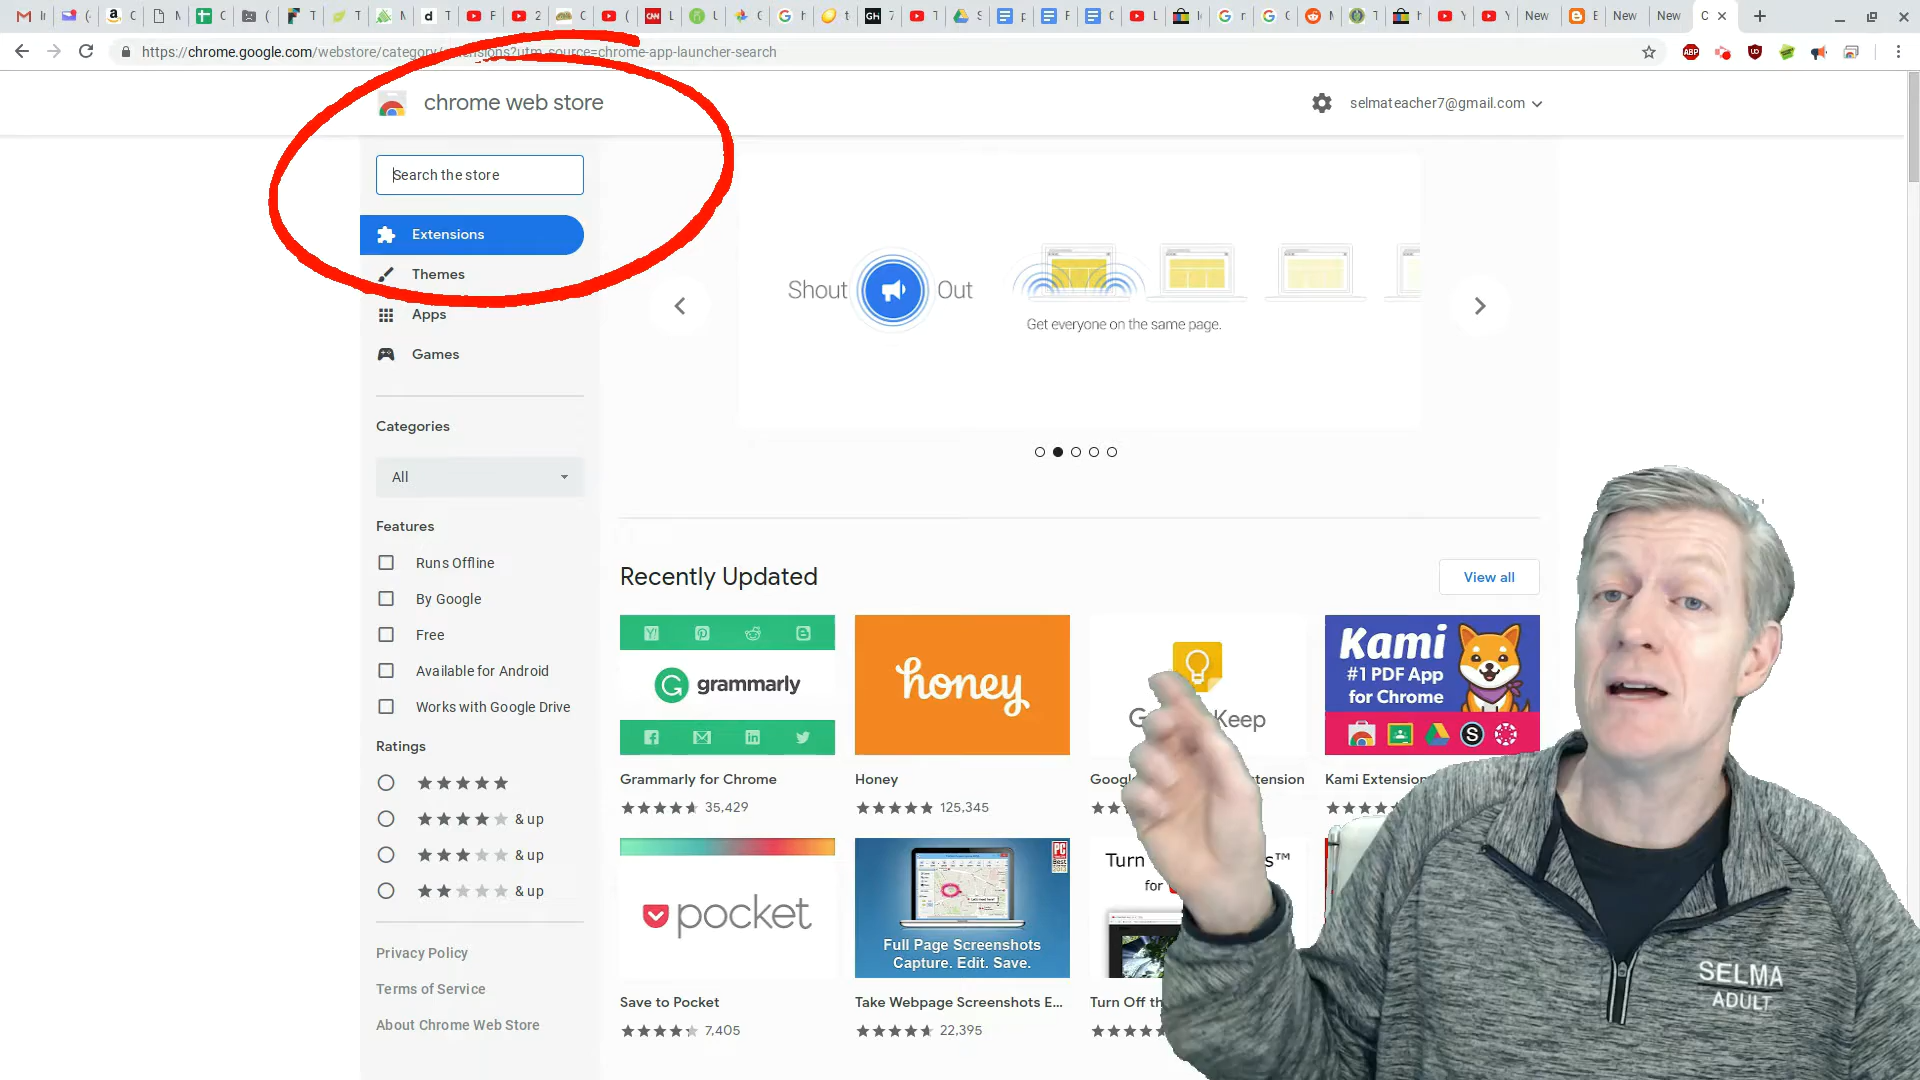 https://chrome.google.com/webstore/category/extensions?utm_source=chrome-app-launcher-search
chrome web store
selmateacher7@gmail.com
Search the store
Extensions
Themes
Apps
Games
Categories
All
Features
Runs Offline
By Google
Free
Available for Android
Works with Google Drive
Ratings
& up
& up
& up
Privacy Policy
Terms of Service
About Chrome Web Store
Shout Out
Get everyone on the same page.
Recently Updated
View all
grammarly
honey
Keep
Kami
#1 PDF App
for Chrome
Grammarly for Chrome
35,429
Honey
125,345
Kami Extension
pocket
Full Page Screenshots
Capture. Edit. Save.
Turn
for
Save to Pocket
7,405
Take Webpage Screenshots E...
22,395
Turn Off
SELMA
ADULT